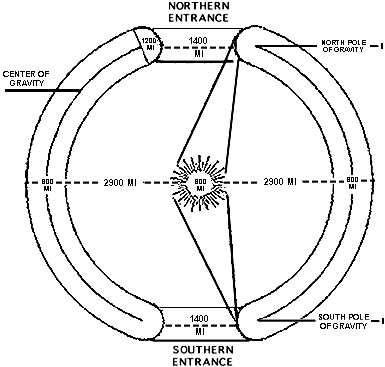 NORTHERN
ENTRANCE
1200
MI
1400
MI
NORTH POLE
OF GRAVITY
CENTER OF
GRAVITY
800
MI
2900 MI
600
MI
2900 MI
800
MI
1400
MI
SOUTH POLE
OF GRAVITY
SOUTHERN
ENTRANCE